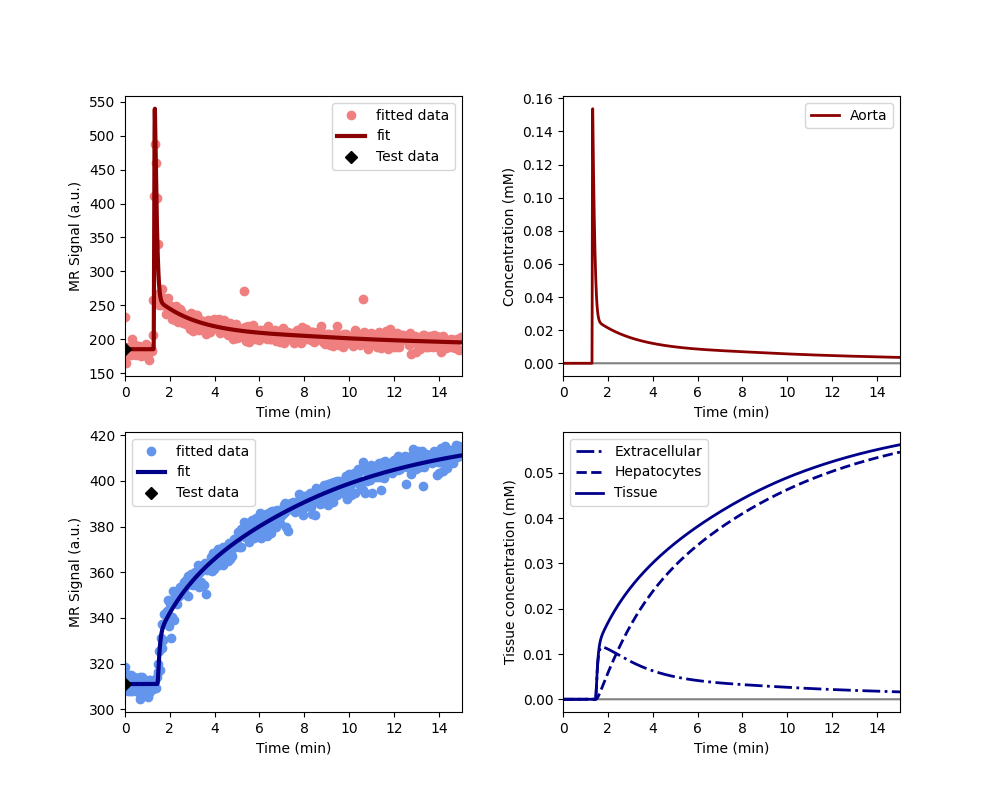 550
500
450
400
350
300
250
200
150
MR Signal (a.u.)
fitted data
fit
Test data
0 2 4 6 8 10 12 14
Time (min)
0.16
0.14
0.12
0.10
0.08
0.06
0.04
0.02
0.00
Concentration (mM)
Aorta
0 2 4 6 8 10 12 14
Time (min)
420
400
380
360
340
320
300
MR Signal (a.u.)
fitted data
fit
Test data
0 2 4 6 8 10 12 14
Time (min)
0.05
0.04
0.03
0.02
0.01
0.00
Tissue concentration (mM)
Extracellular
Hepatocytes
Tissue
0 2 4 6 8 10 12 14
Time (min)